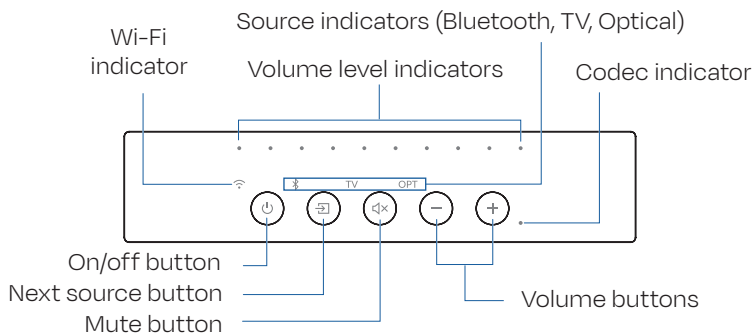 Source indicators (Bluetooth, TV, Optical)
Wi-Fi
indicator
Volume level indicators
Codec indicator
TV
OPT
On/off button
Next source button
Mute button
Volume buttons